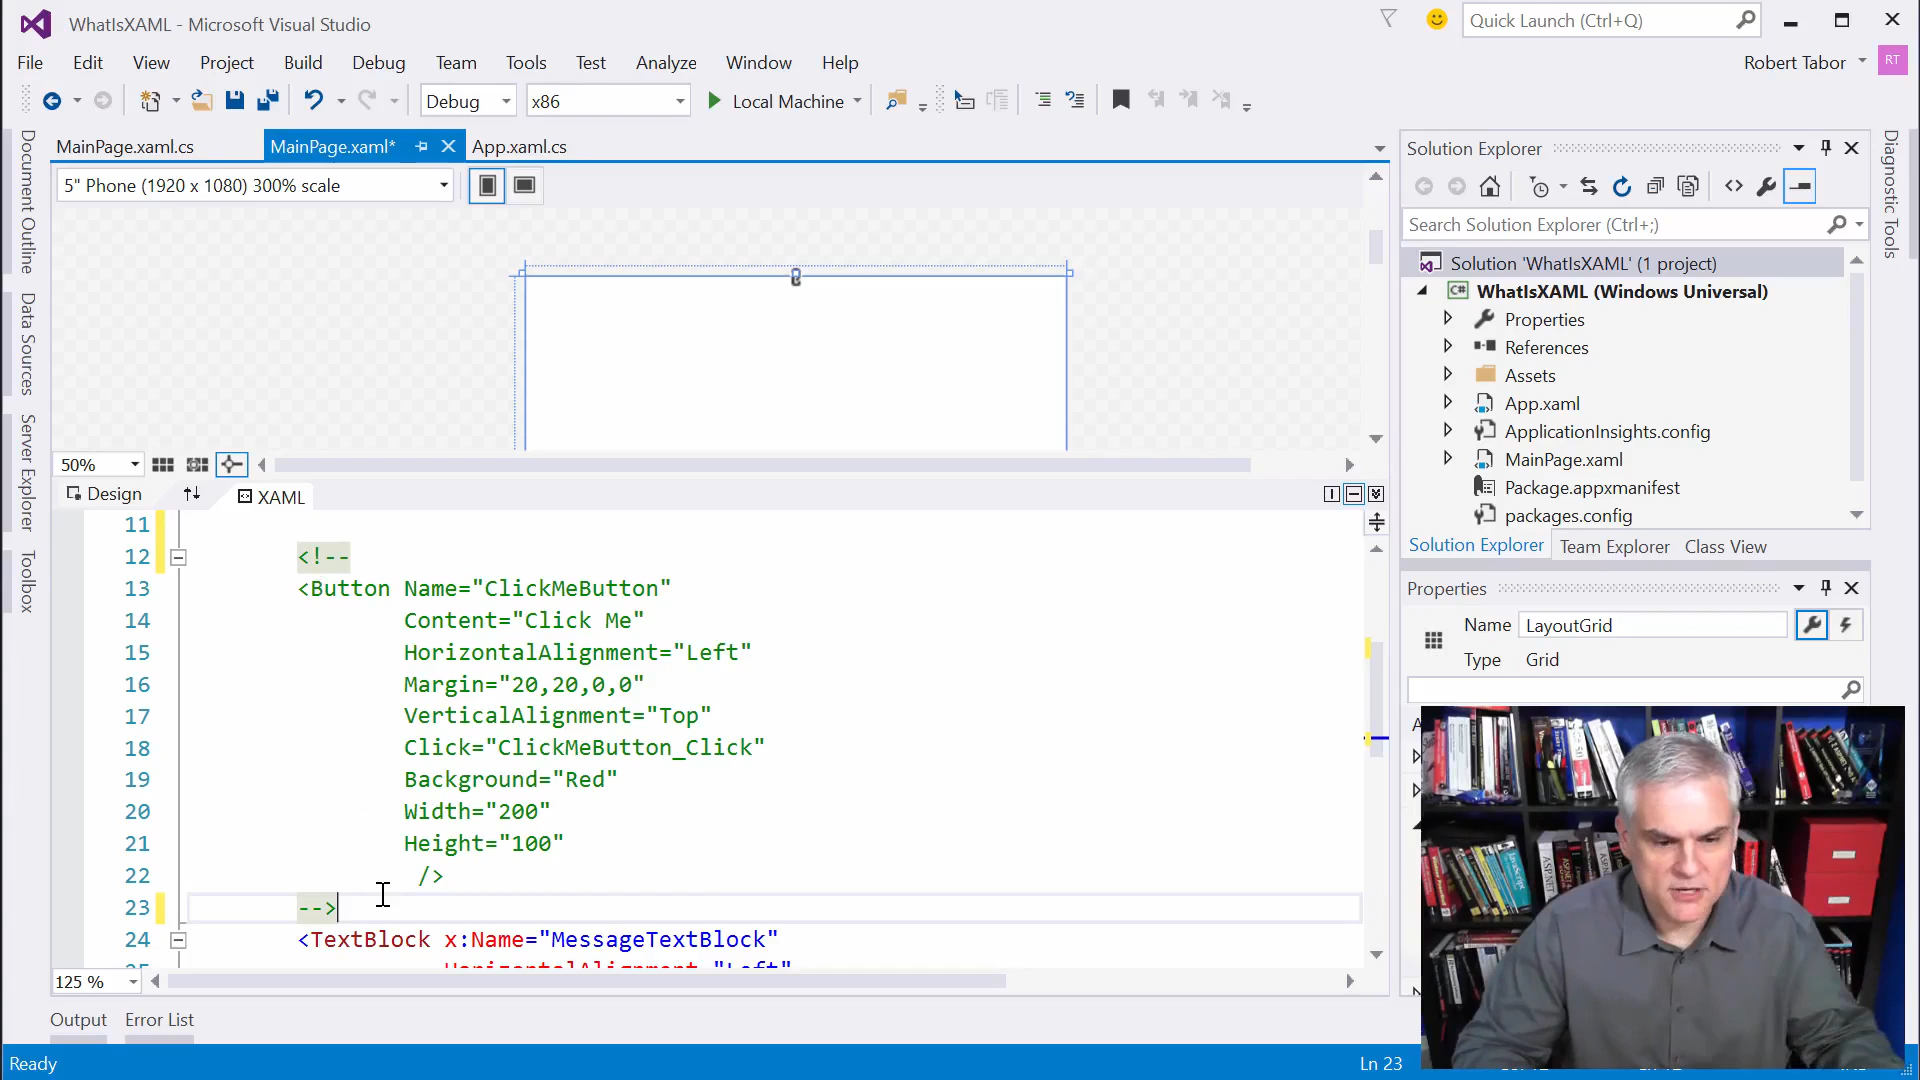 WhatIsXAML - Microsoft Visual Studio
Quick Launch (Ctrl+Q)
File Edit View Project Build Debug Team Tools Test Analyze Window Help
Robert Tabor RT
Debug x86 Local Machine
MainPage.xaml.cs MainPage.xaml* App.xaml.cs
5" Phone (1920 x 1080) 300% scale
Document Outline
Data Sources
Server Explorer
Toolbox
50%
Design XAML
11
12 <!--
13 <Button Name="ClickMeButton"
14 Content="Click Me"
15 HorizontalAlignment="Left"
16 Margin="20,20,0,0"
17 VerticalAlignment="Top"
18 Click="ClickMeButton_Click"
19 Background="Red"
20 Width="200"
21 Height="100"
22 />
23 -->
24 <TextBlock x:Name="MessageTextBlock"
HorizontalAlignment="Left"
125 %
Output Error List
Ready
Ln 23
Solution Explorer
Search Solution Explorer (Ctrl+;)
Solution 'WhatIsXAML' (1 project)
C# WhatIsXAML (Windows Universal)
Properties
References
Assets
App.xaml
ApplicationInsights.config
MainPage.xaml
Package.appxmanifest
packages.config
Solution Explorer Team Explorer Class View
Properties
Name LayoutGrid
Type Grid
Diagnostic Tools